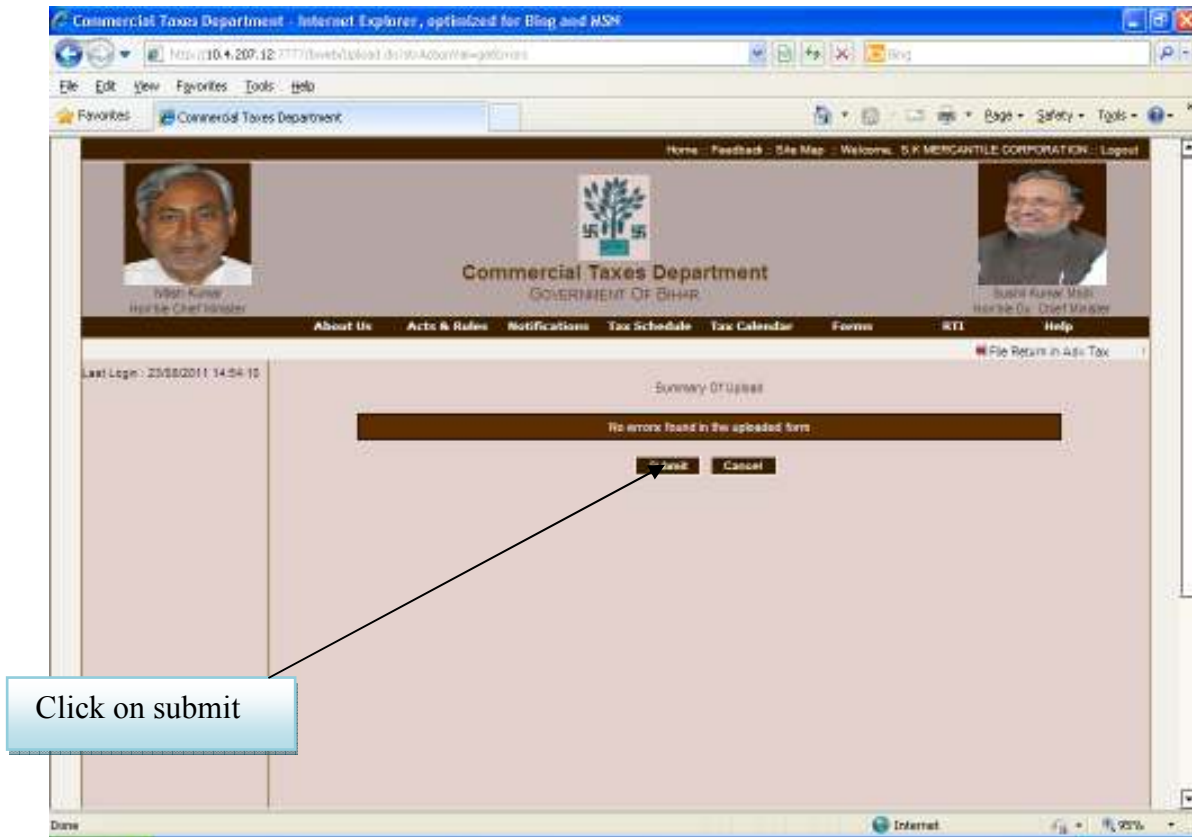 Commercial Taxes Department - Internet Explorer, optimized for Bing and MSN
File Edit View Favorites Tools Help
Favorites Commercial Taxes Department Page Safety Tools
Home :: Feedback :: Site Map :: Welcome, S.K MERCANTILE CORPORATION :: Logout
Commercial Taxes Department
GOVERNMENT OF BIHAR
Nitish Kumar
Hon'ble Chief Minister
Sushil Kumar Modi
Hon'ble Dy. Chief Minister
About Us Acts & Rules Notifications Tax Schedule Tax Calendar Forms RTI Help
File Return in Adv Tax
Last Login : 23/08/2011 14:54:10
Summary Of Upload
No errors found in the uploaded form
Submit Cancel
Click on submit
Done Internet 95%